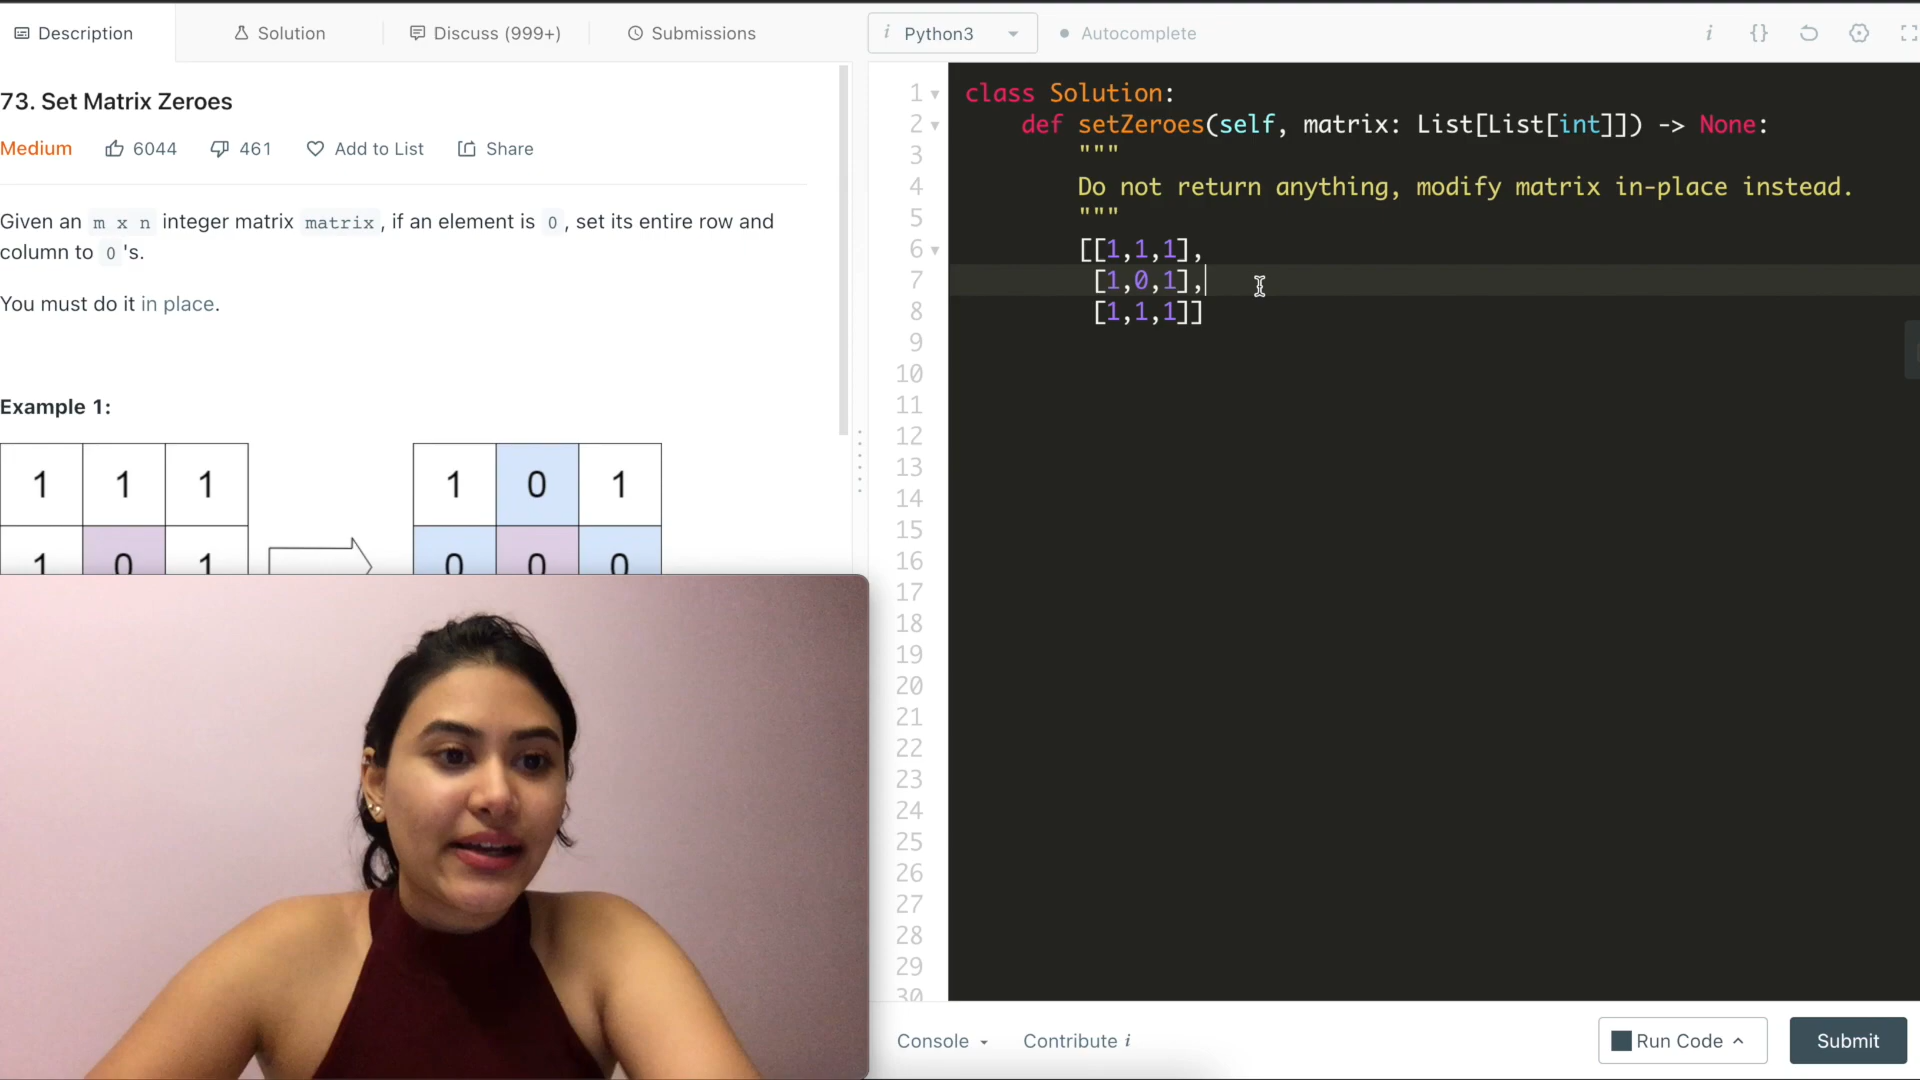 Description
Solution
Discuss (999+)
Submissions
i Python3
Autocomplete
i {}
73. Set Matrix Zeroes
Medium 6044 461 Add to List Share
Given an m x n integer matrix matrix, if an element is 0, set its entire row and
column to 0's.
You must do it in place.
Example 1:
1 1 1
1 0 1
1 0 1
0 0 0
1 class Solution:
2 def setZeroes(self, matrix: List[List[int]]) -> None:
3 """
4 Do not return anything, modify matrix in-place instead.
5 """
6 [[1,1,1],
7 [1,0,1],
8 [1,1,1]]
9
10
11
12
13
14
15
16
17
18
19
20
21
22
23
24
25
26
27
28
29
30
Console
Contribute i
Run Code
Submit